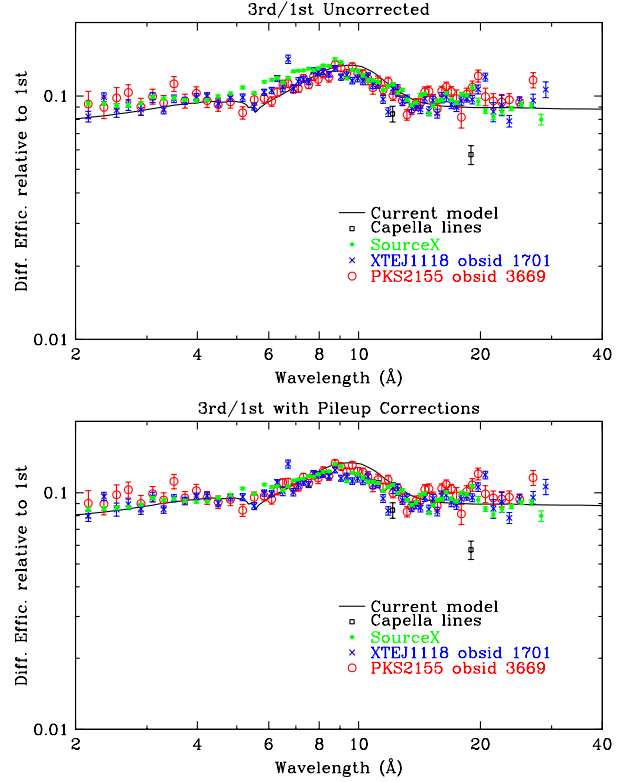 3rd/1st Uncorrected
Diff. Effic. relative to 1st
0.1
0.01
Current model
Capella lines
SourceX
XTEJ1118 obsid 1701
PKS2155 obsid 3669
2 4 6 8 10 20 40
Wavelength (Å)
3rd/1st with Pileup Corrections
Diff. Effic. relative to 1st
0.1
0.01
Current model
Capella lines
SourceX
XTEJ1118 obsid 1701
PKS2155 obsid 3669
2 4 6 8 10 20 40
Wavelength (Å)